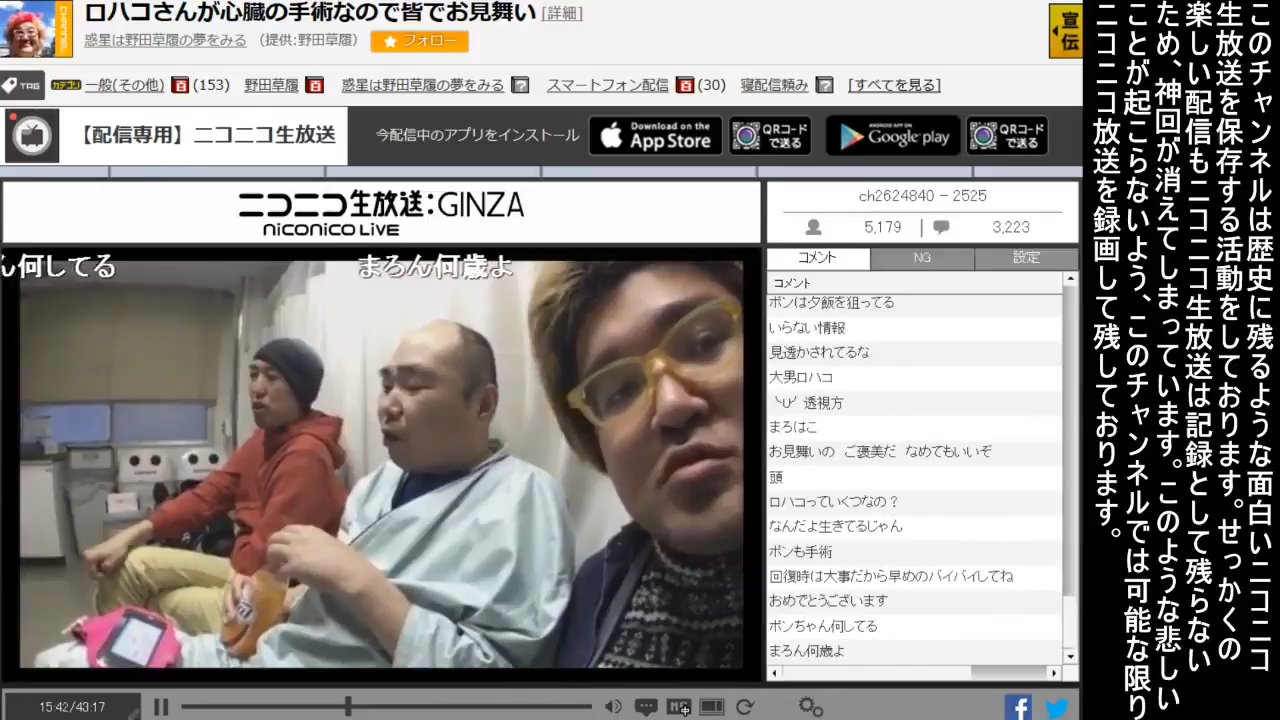 ロハコさんが心臓の手術なので皆でお見舞い [詳細]
CHANNEL
惑星は野田草履の夢をみる （提供:野田草履） フォロー
宣伝
TAG カテゴリ 一般(その他) 百 (153) 野田草履 百 惑星は野田草履の夢をみる ? スマートフォン配信 百 (30) 寝配信頼み ? [すべてを見る]
【配信専用】ニコニコ生放送
今配信中のアプリをインストール
Download on the App Store
QRコードで送る
ANDROID APP ON Google play
QRコードで送る
ニコニコ生放送:GINZA
niconico Live
ch2624840 - 2525
5,179 | 3,223
コメント NG 設定
コメント
ボンは夕飯を狙ってる
いらない情報
見透かされてるな
大男ロハコ
透視方
まろはこ
お見舞いの ご褒美だ なめてもいいぞ
頭
ロハコっていくつなの？
なんだよ生きてるじゃん
ボンも手術
回復時は大事だから早めのバイバイしてね
おめでとうございます
ボンちゃん何してる
まろん何歳よ
ん何してる
まろん何歳よ
15:42/43:17
このチャンネルは歴史に残るような面白いニコニコ
生放送を保存する活動をしております。せっかくの
楽しい配信もニコニコ生放送は記録として残らない
ため、神回が消えてしまっています。このような悲しい
ことが起こらないよう、このチャンネルでは可能な限り
ニコニコ放送を録画して残しております。